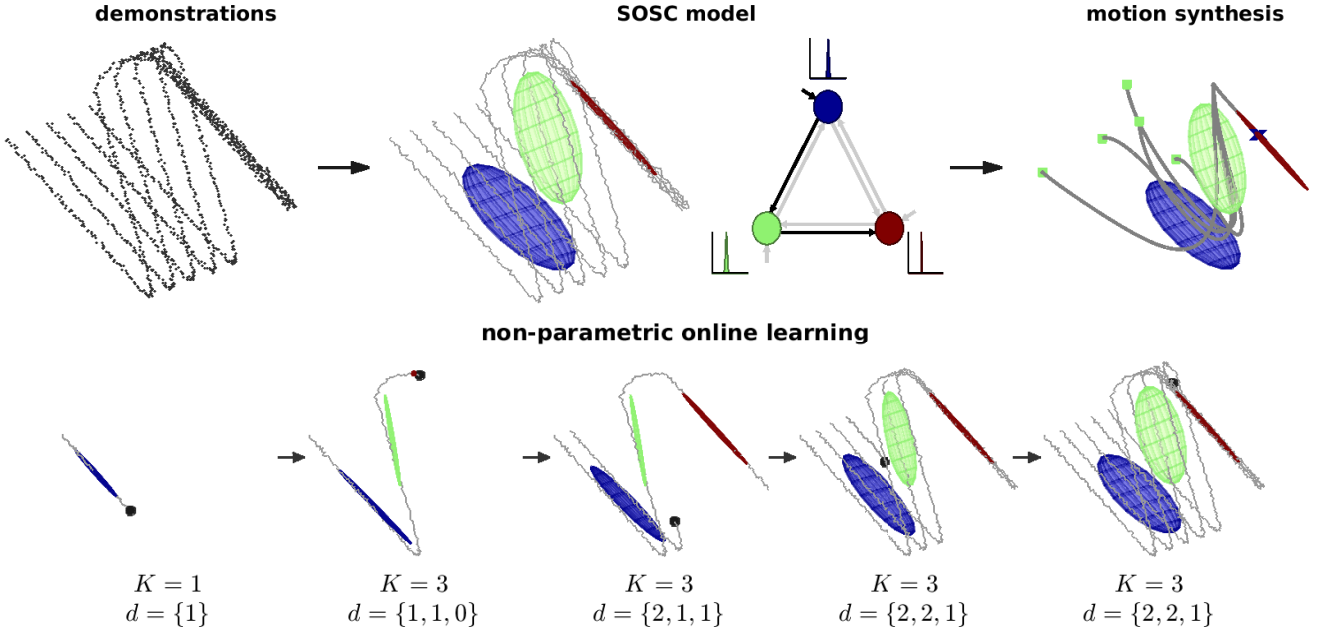 demonstrations SOSC model motion synthesis
non-parametric online learning
K = 1 K = 3 K = 3 K = 3 K = 3
d = {1} d = {1, 1, 0} d = {2, 1, 1} d = {2, 2, 1} d = {2, 2, 1}